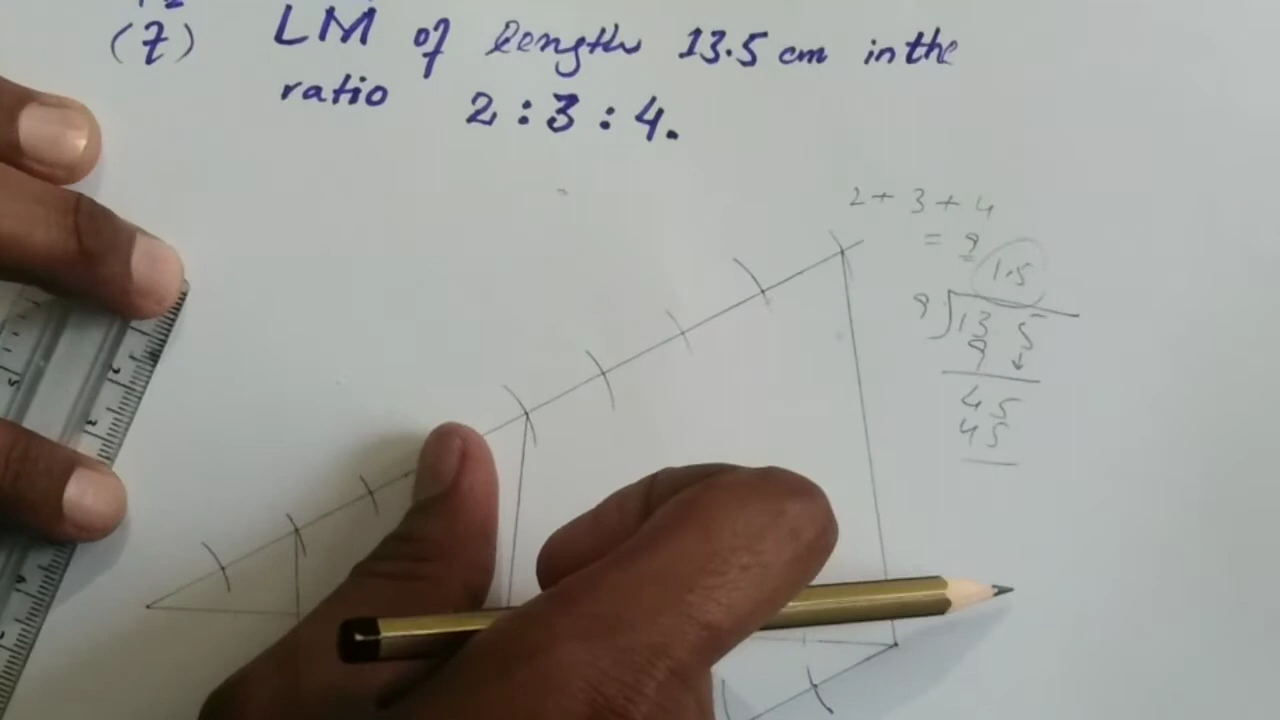 (7) LM of length 13.5 cm in the
ratio 2 : 3 : 4.
2 + 3 + 4
= 9
1.5
9 13 5
9
45
45